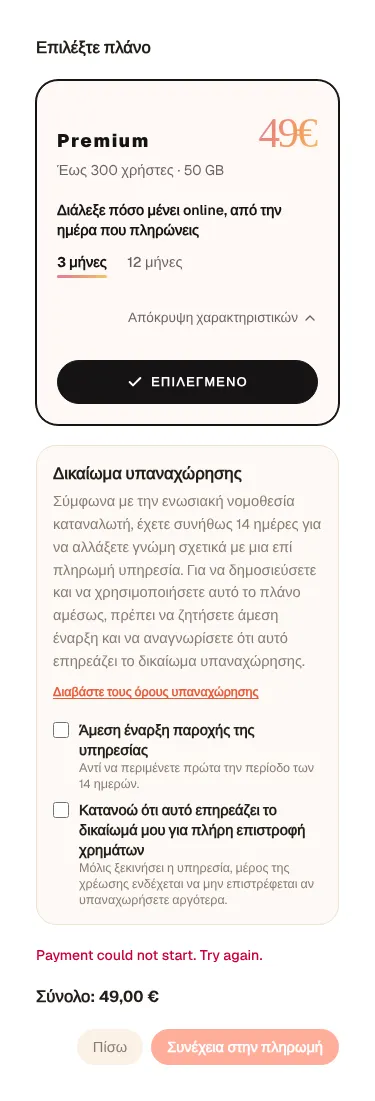 Επιλέξτε πλάνο
Premium
49€
Έως 300 χρήστες · 50 GB
Διάλεξε πόσο μένει online, από την
ημέρα που πληρώνεις
3 μήνες
12 μήνες
Απόκρυψη χαρακτηριστικών
ΕΠΙΛΕΓΜΕΝΟ
Δικαίωμα υπαναχώρησης
Σύμφωνα με την ενωσιακή νομοθεσία
καταναλωτή, έχετε συνήθως 14 ημέρες για
να αλλάξετε γνώμη σχετικά με μια επί
πληρωμή υπηρεσία. Για να δημοσιεύσετε
και να χρησιμοποιήσετε αυτό το πλάνο
αμέσως, πρέπει να ζητήσετε άμεση
έναρξη και να αναγνωρίσετε ότι αυτό
επηρεάζει το δικαίωμα υπαναχώρησης.
Διαβάστε τους όρους υπαναχώρησης
Άμεση έναρξη παροχής της
υπηρεσίας
Αντί να περιμένετε πρώτα την περίοδο των
14 ημερών.
Κατανοώ ότι αυτό επηρεάζει το
δικαίωμά μου για πλήρη επιστροφή
χρημάτων
Μόλις ξεκινήσει η υπηρεσία, μέρος της
χρέωσης ενδέχεται να μην επιστρέφεται αν
υπαναχωρήσετε αργότερα.
Payment could not start. Try again.
Σύνολο: 49,00 €
Πίσω
Συνέχεια στην πληρωμή